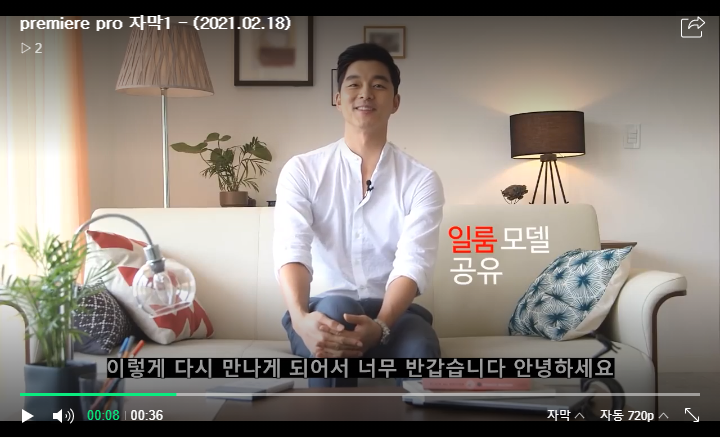 premiere pro 자막1 - (2021.02.18)
2
일룸 모델
공유
이렇게 다시 만나게 되어서 너무 반갑습니다 안녕하세요
00:08 00:36 자막 자동 720p